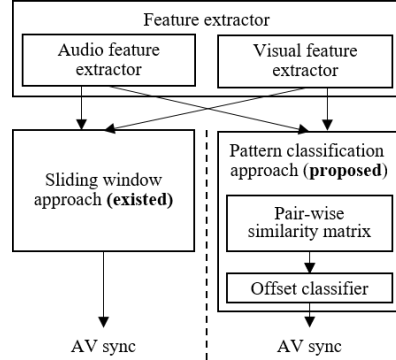 Feature extractor
Audio feature
extractor
Visual feature
extractor
Sliding window
approach (existed)
Pattern classification
approach (proposed)
Pair-wise
similarity matrix
Offset classifier
AV sync
AV sync